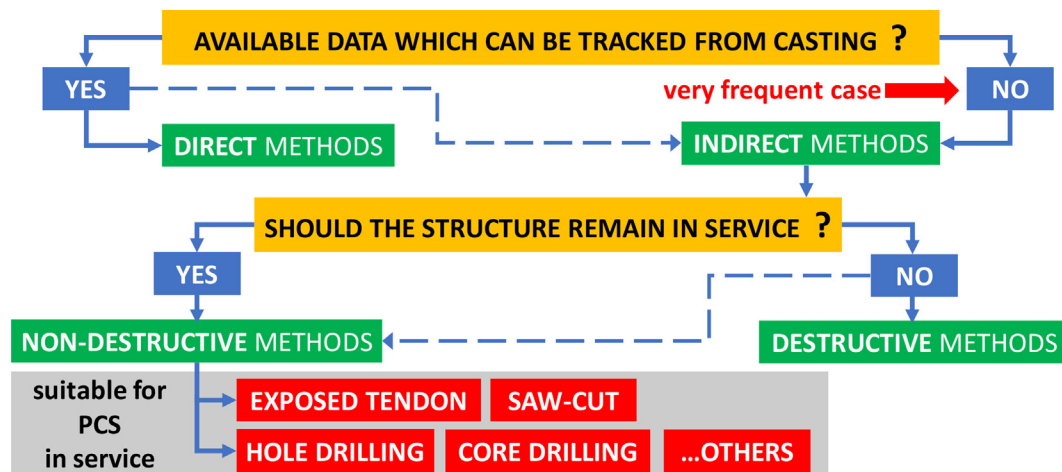 AVAILABLE DATA WHICH CAN BE TRACKED FROM CASTING ?
YES
very frequent case
NO
DIRECT METHODS
INDIRECT METHODS
SHOULD THE STRUCTURE REMAIN IN SERVICE ?
YES
NO
NON-DESTRUCTIVE METHODS
DESTRUCTIVE METHODS
suitable for
PCS
in service
EXPOSED TENDON
SAW-CUT
HOLE DRILLING
CORE DRILLING
...OTHERS